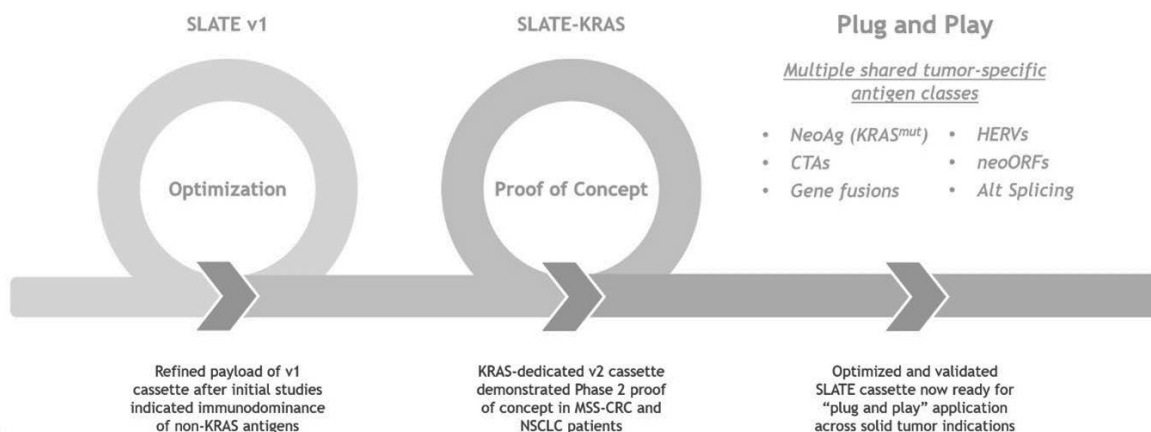 SLATE v1
Optimization
Refined payload of v1
cassette after initial studies
indicated immunodominance
of non-KRAS antigens
SLATE-KRAS
Proof of Concept
KRAS-dedicated v2 cassette
demonstrated Phase 2 proof
of concept in MSS-CRC and
NSCLC patients
Plug and Play
Multiple shared tumor-specific
antigen classes
• NeoAg (KRASᵐᵘᵗ)
• CTAs
• Gene fusions
• HERVs
• neoORFs
• Alt Splicing
Optimized and validated
SLATE cassette now ready for
“plug and play” application
across solid tumor indications